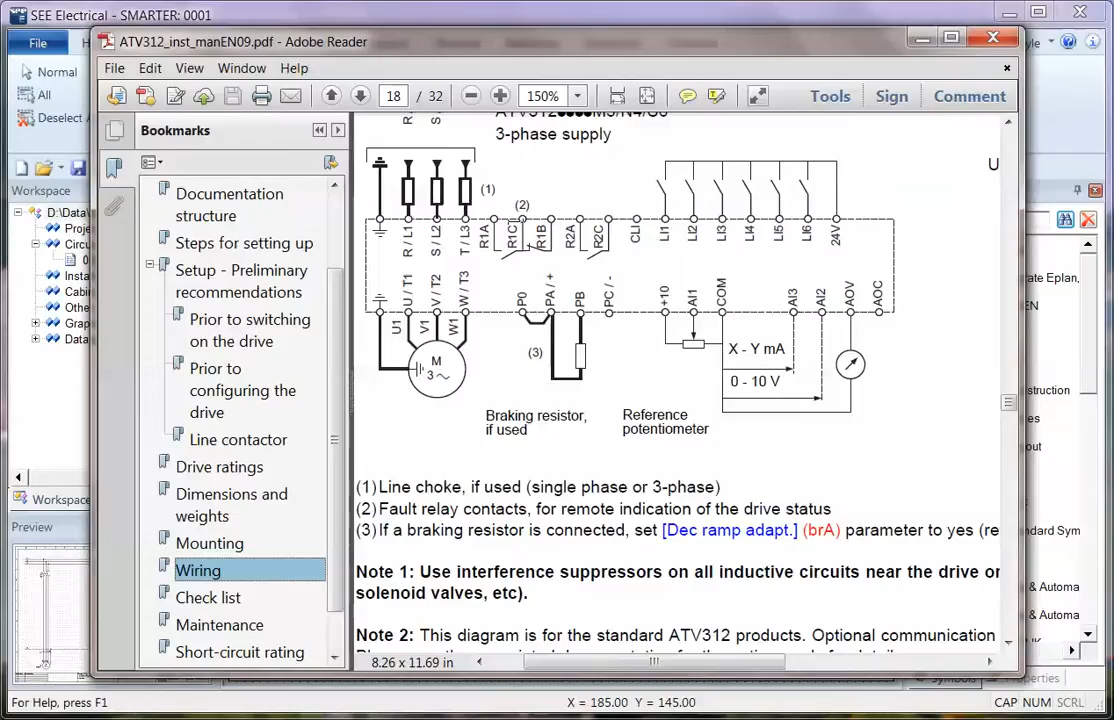 SEE Electrical - SMARTER: 0001
File
Normal
All
Deselect
Workspace
Workspace
Preview
ATV312_inst_manEN09.pdf - Adobe Reader
File Edit View Window Help
18 / 32
150%
Tools Sign Comment
Bookmarks
Documentation
structure
Steps for setting up
Setup - Preliminary
recommendations
Prior to switching
on the drive
Prior to
configuring the
drive
Line contactor
Drive ratings
Dimensions and
weights
Mounting
Wiring
Check list
Maintenance
Short-circuit rating
3-phase supply
(1)
(2)
R / L1
S / L2
T / L3
R1A
R1C
R1B
R2A
R2C
CLI
LI1
LI2
LI3
LI4
LI5
LI6
24V
U / T1
V / T2
W / T3
P0
PA / +
PB
PC / -
+10
AI1
COM
AI3
AI2
AOV
AOC
U1
V1
W1
M
3 ~
(3)
X - Y mA
0 - 10 V
Braking resistor,
if used
Reference
potentiometer
(1)Line choke, if used (single phase or 3-phase)
(2)Fault relay contacts, for remote indication of the drive status
(3)If a braking resistor is connected, set [Dec ramp adapt.] (brA) parameter to yes (re
Note 1: Use interference suppressors on all inductive circuits near the drive or
solenoid valves, etc).
Note 2: This diagram is for the standard ATV312 products. Optional communication
8.26 x 11.69 in
For Help, press F1
X = 185.00 Y = 145.00
CAP NUM SCRL
Properties